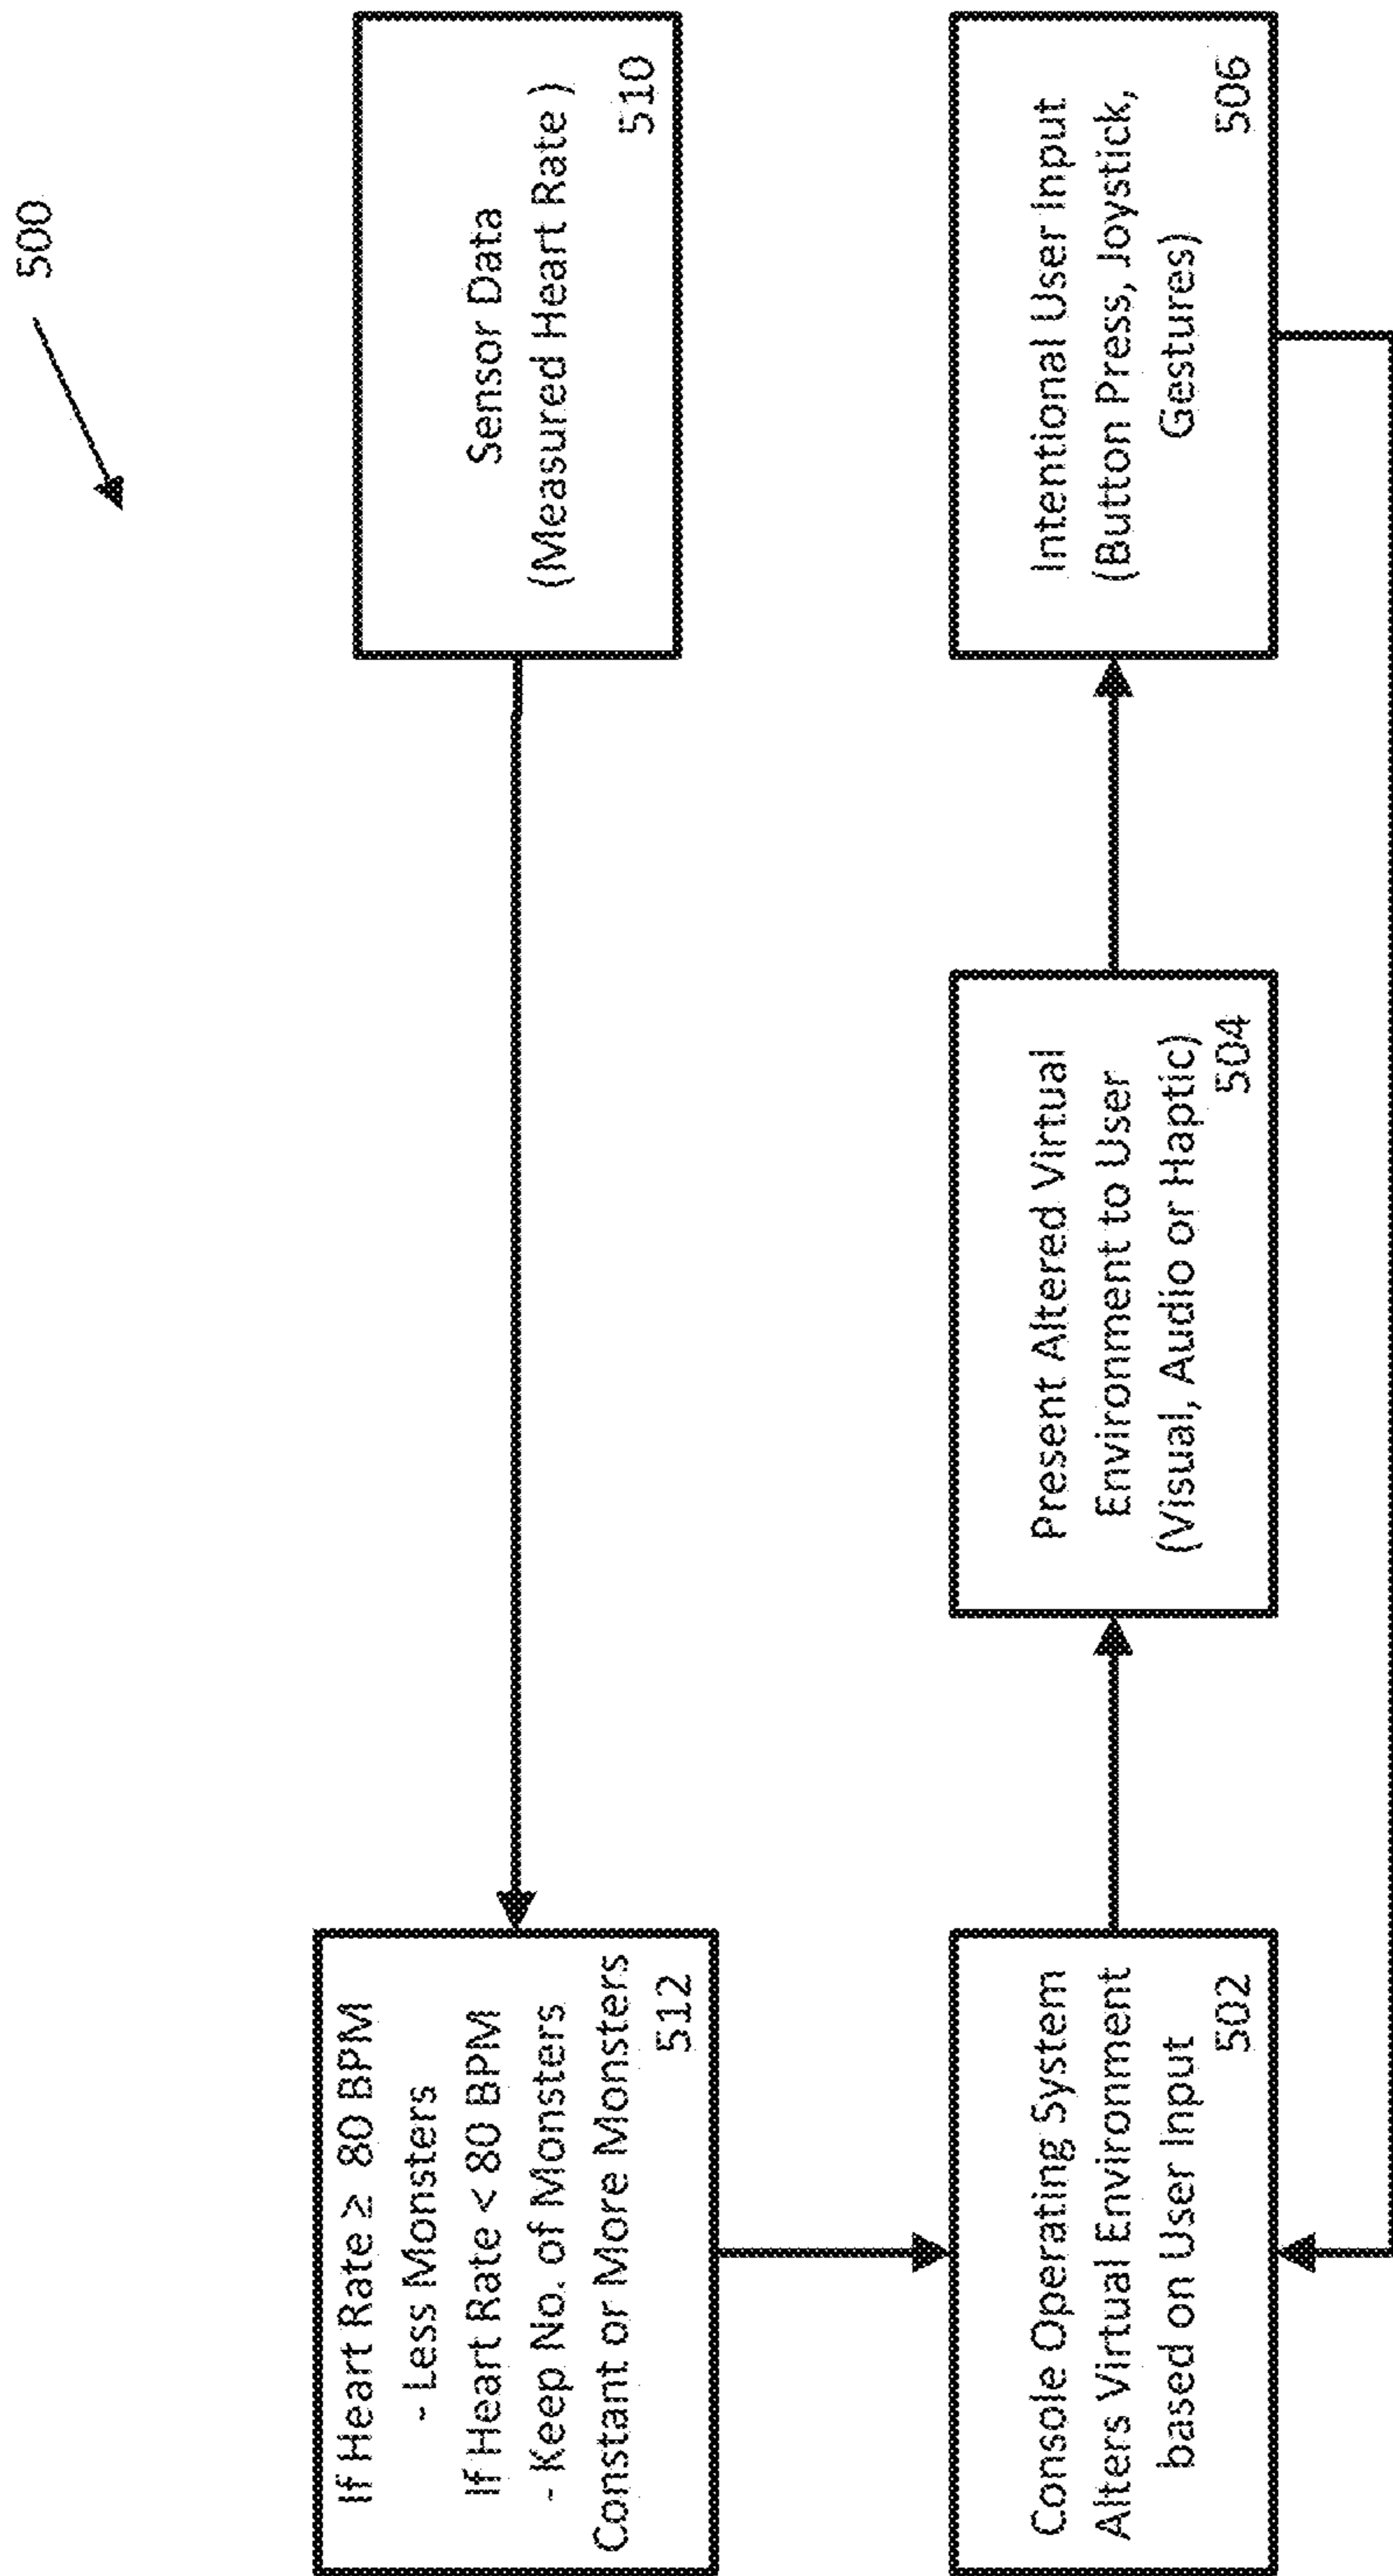 500
If Heart Rate ≥ 80 BPM
- Less Monsters
If Heart Rate < 80 BPM
- Keep No. of Monsters
Constant or More Monsters
512
Sensor Data
(Measured Heart Rate )
510
Console Operating System
Alters Virtual Environment
based on User Input
502
Present Altered Virtual
Environment to User
(Visual, Audio or Haptic)
504
Intentional User Input
(Button Press, Joystick,
Gestures)
506